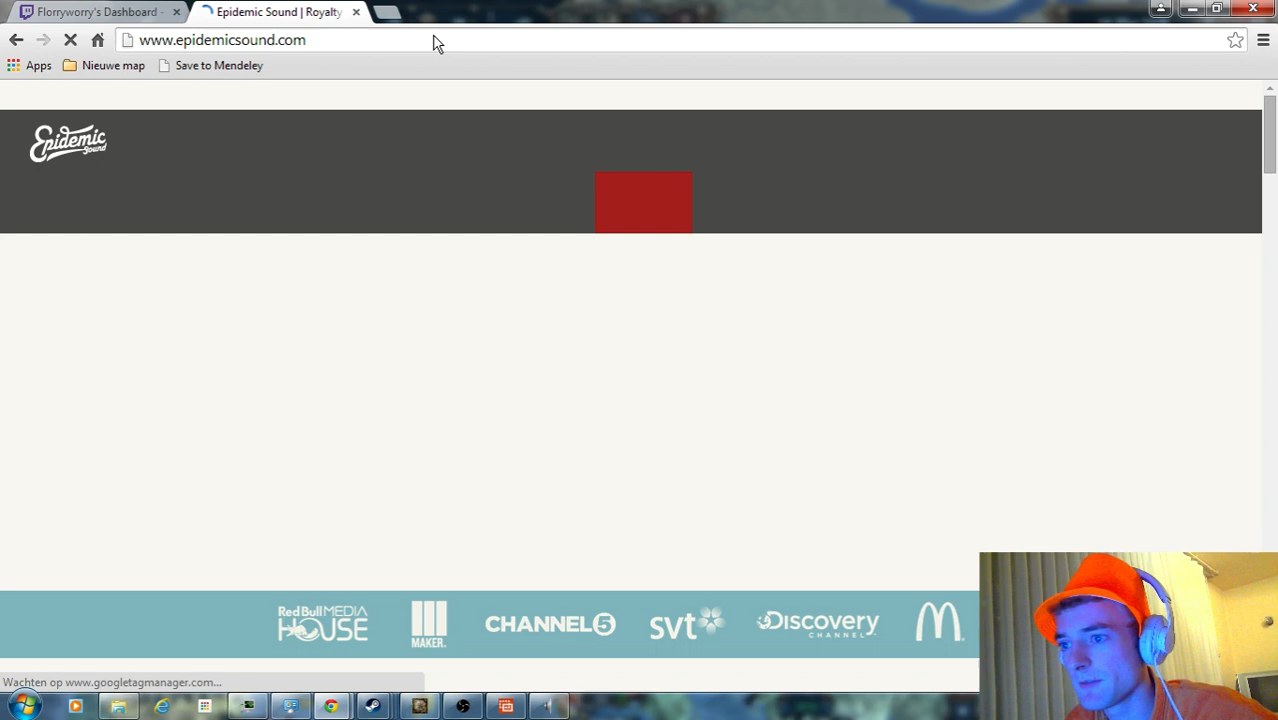 Florryworry's Dashboard -
Epidemic Sound | Royalty
www.epidemicsound.com
Apps
Nieuwe map
Save to Mendeley
Epidemic
Sound
Red Bull MEDIA
HOUSE
MAKER.
CHANNEL 5
svt
Discovery
CHANNEL
Wachten op www.googletagmanager.com...